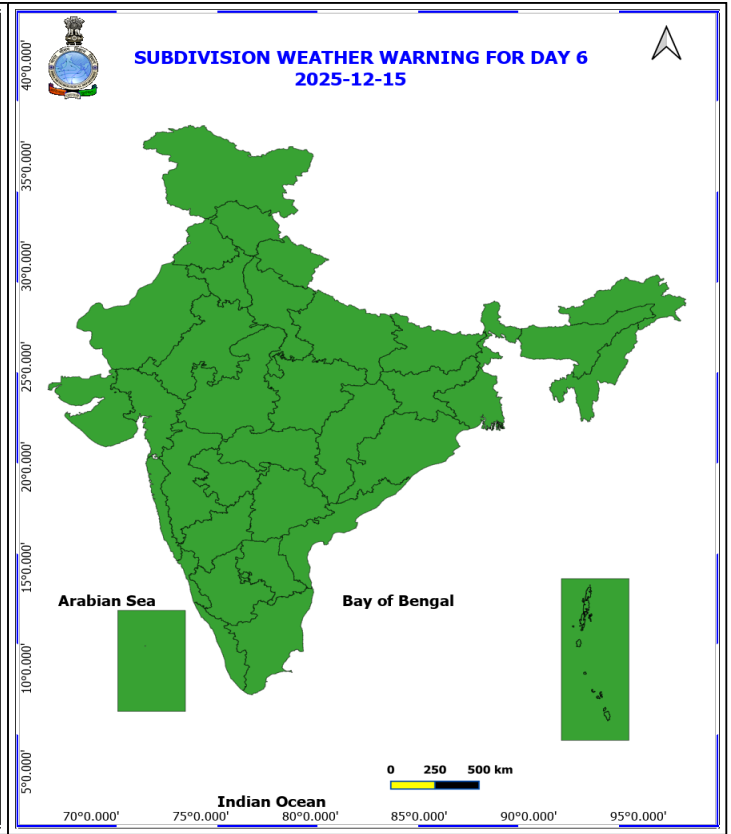 SUBDIVISION WEATHER WARNING FOR DAY 6
2025-12-15
40°0.000'
35°0.000'
30°0.000'
25°0.000'
20°0.000'
15°0.000'
10°0.000'
5°0.000'
Arabian Sea
Bay of Bengal
0 250 500 km
Indian Ocean
70°0.000' 75°0.000' 80°0.000' 85°0.000' 90°0.000' 95°0.000'